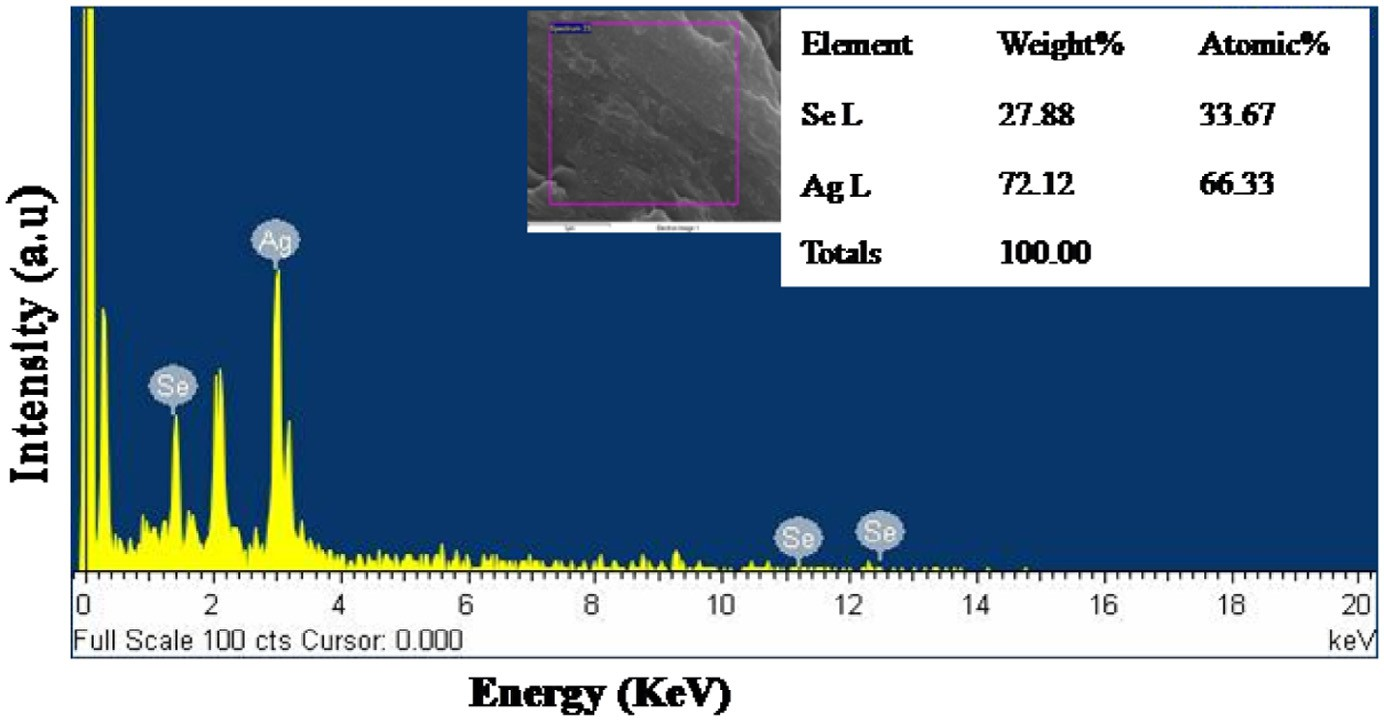 Spectrum 25
Element Weight% Atomic%
Se L 27.88 33.67
Ag L 72.12 66.33
Totals 100.00
Intensity (a.u)
Ag
Se
Se
Se
0 2 4 6 8 10 12 14 16 18 20
Full Scale 100 cts Cursor: 0.000 keV
Energy (KeV)